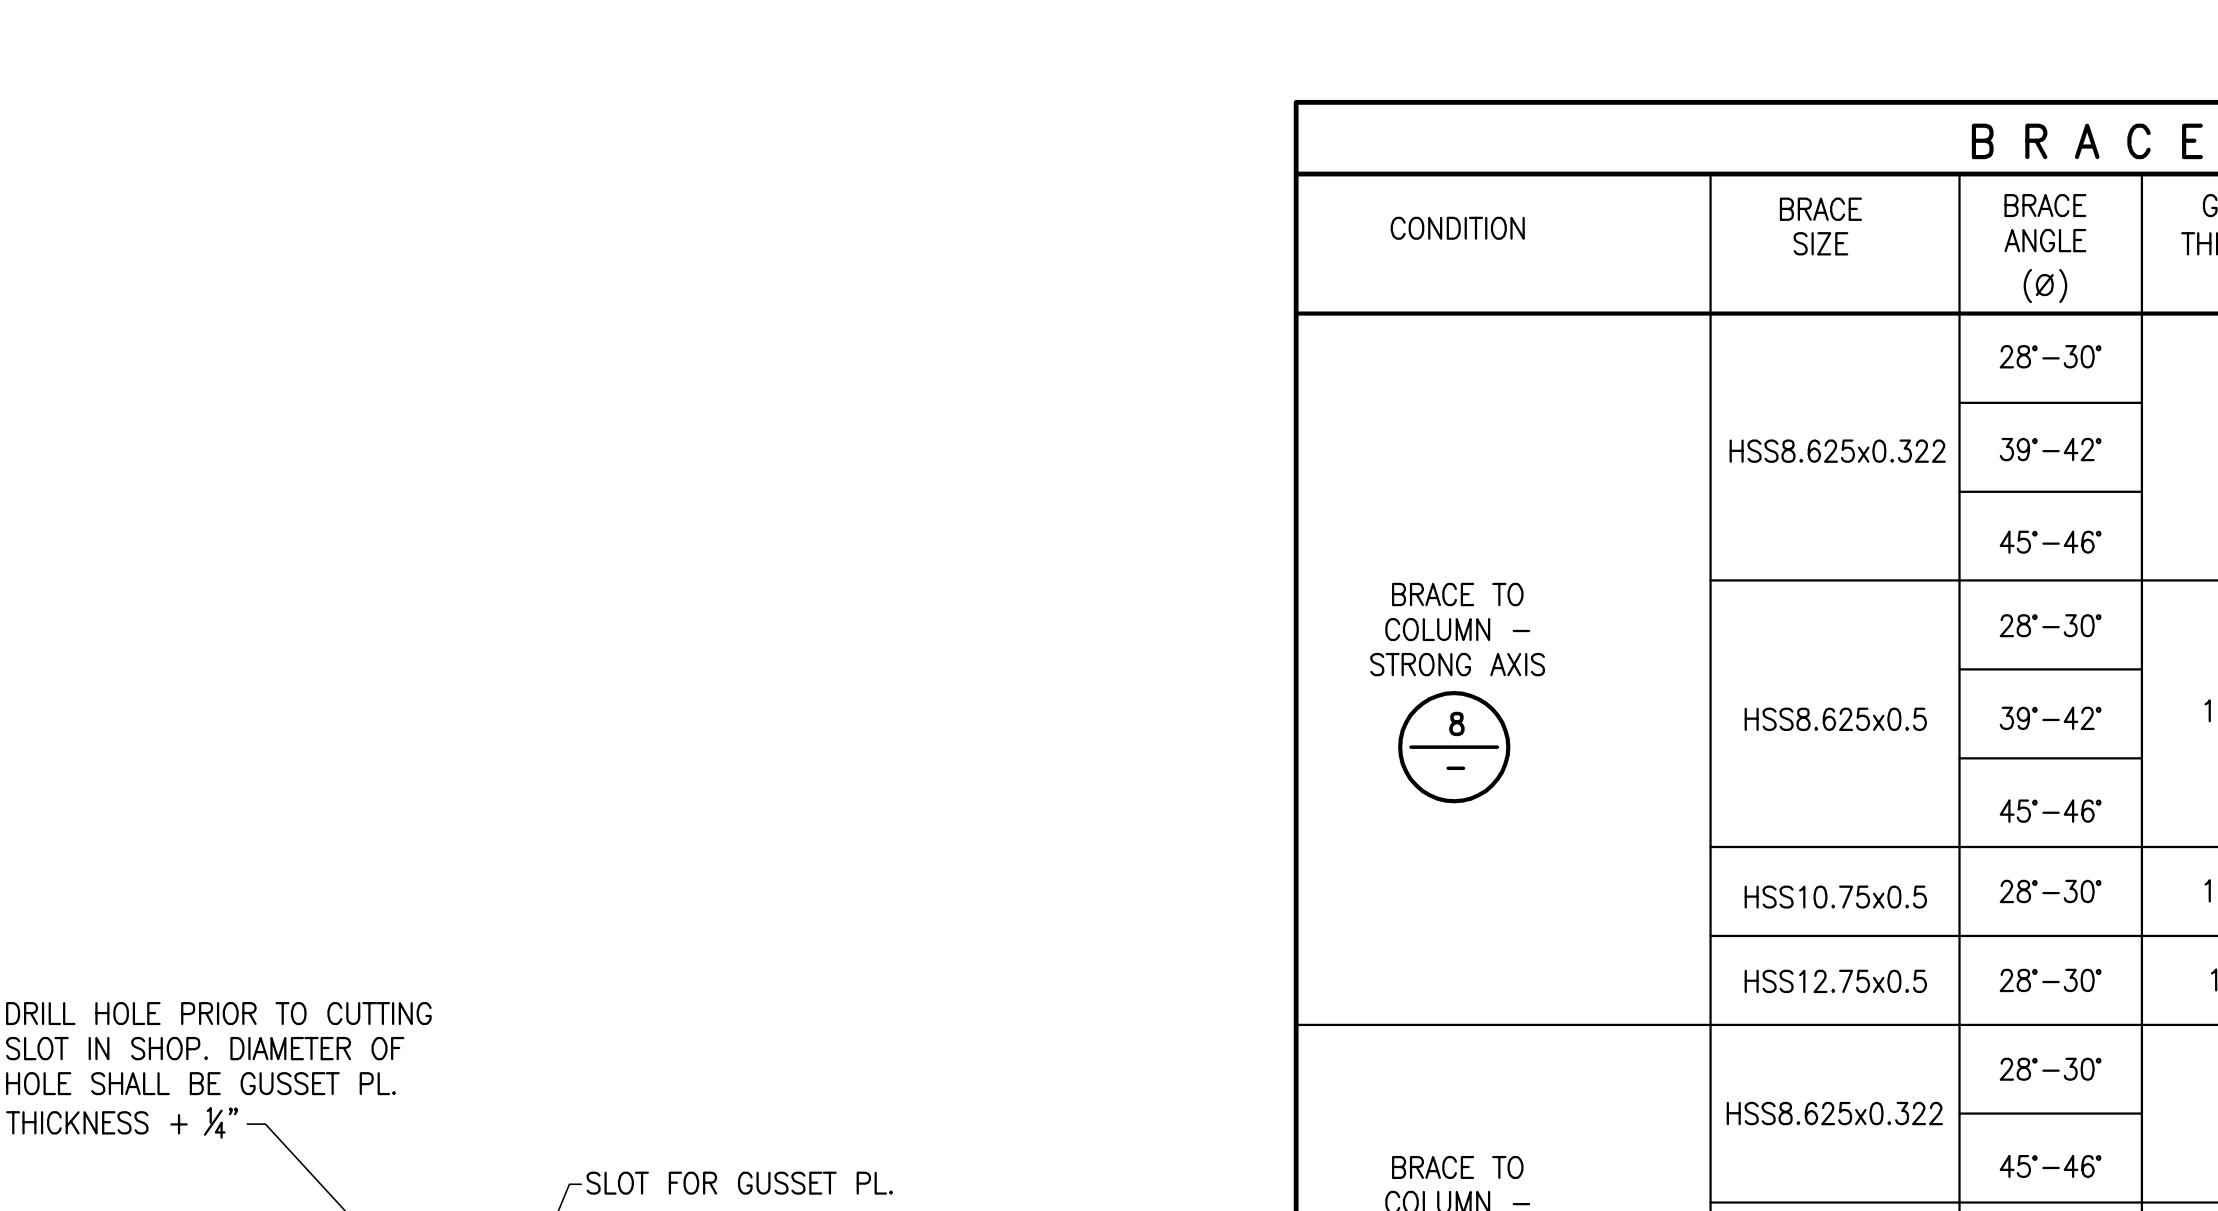 B R A C E
CONDITION
BRACE
SIZE
BRACE
ANGLE
(Ø)
BRACE TO
COLUMN –
STRONG AXIS
8
–
HSS8.625x0.322
28°–30°
39°–42°
45°–46°
HSS8.625x0.5
28°–30°
39°–42°
45°–46°
1
HSS10.75x0.5
28°–30°
1
HSS12.75x0.5
28°–30°
1
BRACE TO
COLUMN –
HSS8.625x0.322
28°–30°
45°–46°
DRILL HOLE PRIOR TO CUTTING
SLOT IN SHOP. DIAMETER OF
HOLE SHALL BE GUSSET PL.
THICKNESS + ¼"
SLOT FOR GUSSET PL.